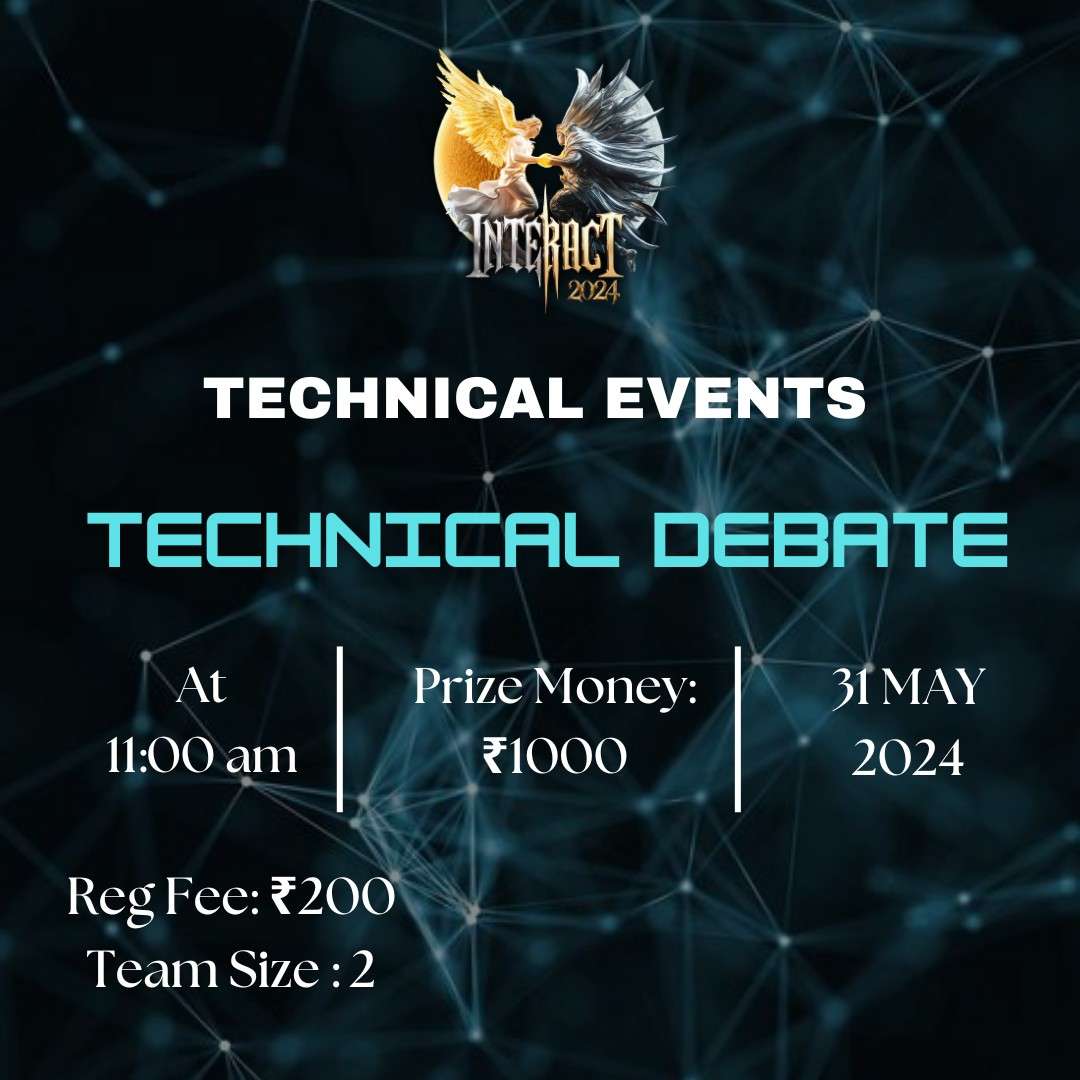 INTERACT
2024
TECHNICAL EVENTS
TECHNICAL DEBATE
At
11:00 am
Prize Money:
₹1000
31 MAY
2024
Reg Fee: ₹200
Team Size : 2